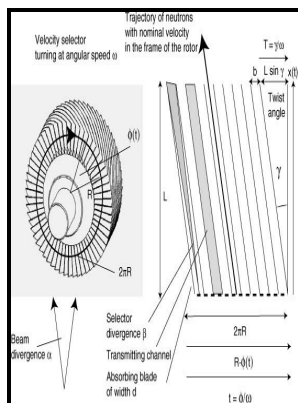 Velocity selector
turning at angular speed ω
Trajectory of neutrons
with nominal velocity
in the frame of the rotor
T = γ/ω
b
L sin γ
x(t)
Twist
angle
γ
ϕ(t)
R
L
2πR
Beam
divergence α
Selector
divergence β
Transmitting channel
Absorbing blade
of width d
2πR
R·ϕ(t)
t = ϕ/ω